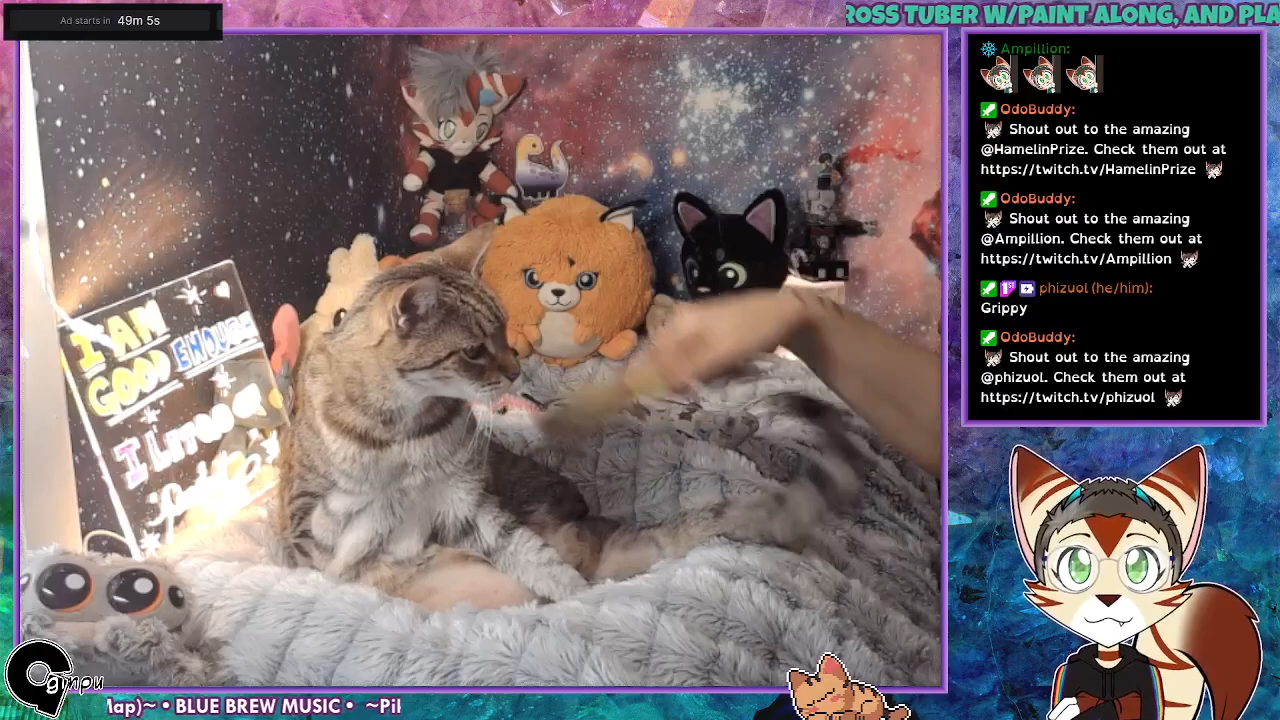 Ad starts in 49m 5s
ROSS TUBER W/PAINT ALONG, AND PLA
Ampillion:
OdoBuddy:
Shout out to the amazing
@HamelinPrize. Check them out at
https://twitch.tv/HamelinPrize
OdoBuddy:
Shout out to the amazing
@Ampillion. Check them out at
https://twitch.tv/Ampillion
1ST phizuol (he/him):
Grippy
OdoBuddy:
Shout out to the amazing
@phizuol. Check them out at
https://twitch.tv/phizuol
I AM
GOOD ENOUGH
ginpu
lap)~ • BLUE BREW MUSIC • ~Pil